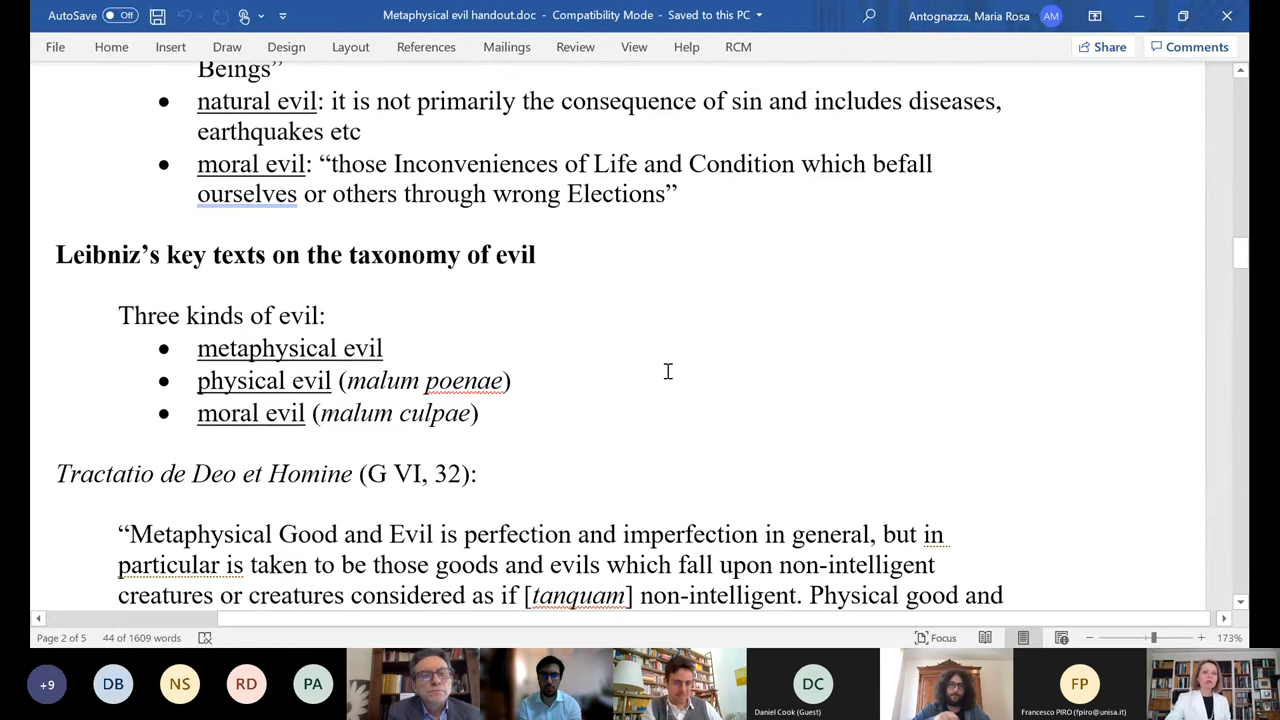 AutoSave Off
Metaphysical evil handout.doc - Compatibility Mode - Saved to this PC
Antognazza, Maria Rosa AM
File Home Insert Draw Design Layout References Mailings Review View Help RCM Share Comments
Beings”
• natural evil: it is not primarily the consequence of sin and includes diseases,
earthquakes etc
• moral evil: “those Inconveniences of Life and Condition which befall
ourselves or others through wrong Elections”
Leibniz’s key texts on the taxonomy of evil
Three kinds of evil:
• metaphysical evil
• physical evil (malum poenae)
• moral evil (malum culpae)
Tractatio de Deo et Homine (G VI, 32):
“Metaphysical Good and Evil is perfection and imperfection in general, but in
particular is taken to be those goods and evils which fall upon non-intelligent
creatures or creatures considered as if [tanquam] non-intelligent. Physical good and
Page 2 of 5 44 of 1609 words Focus 173%
+9 DB NS RD PA DC FP
Daniel Cook (Guest)
Francesco PIRO (fpiro@unisa.it)